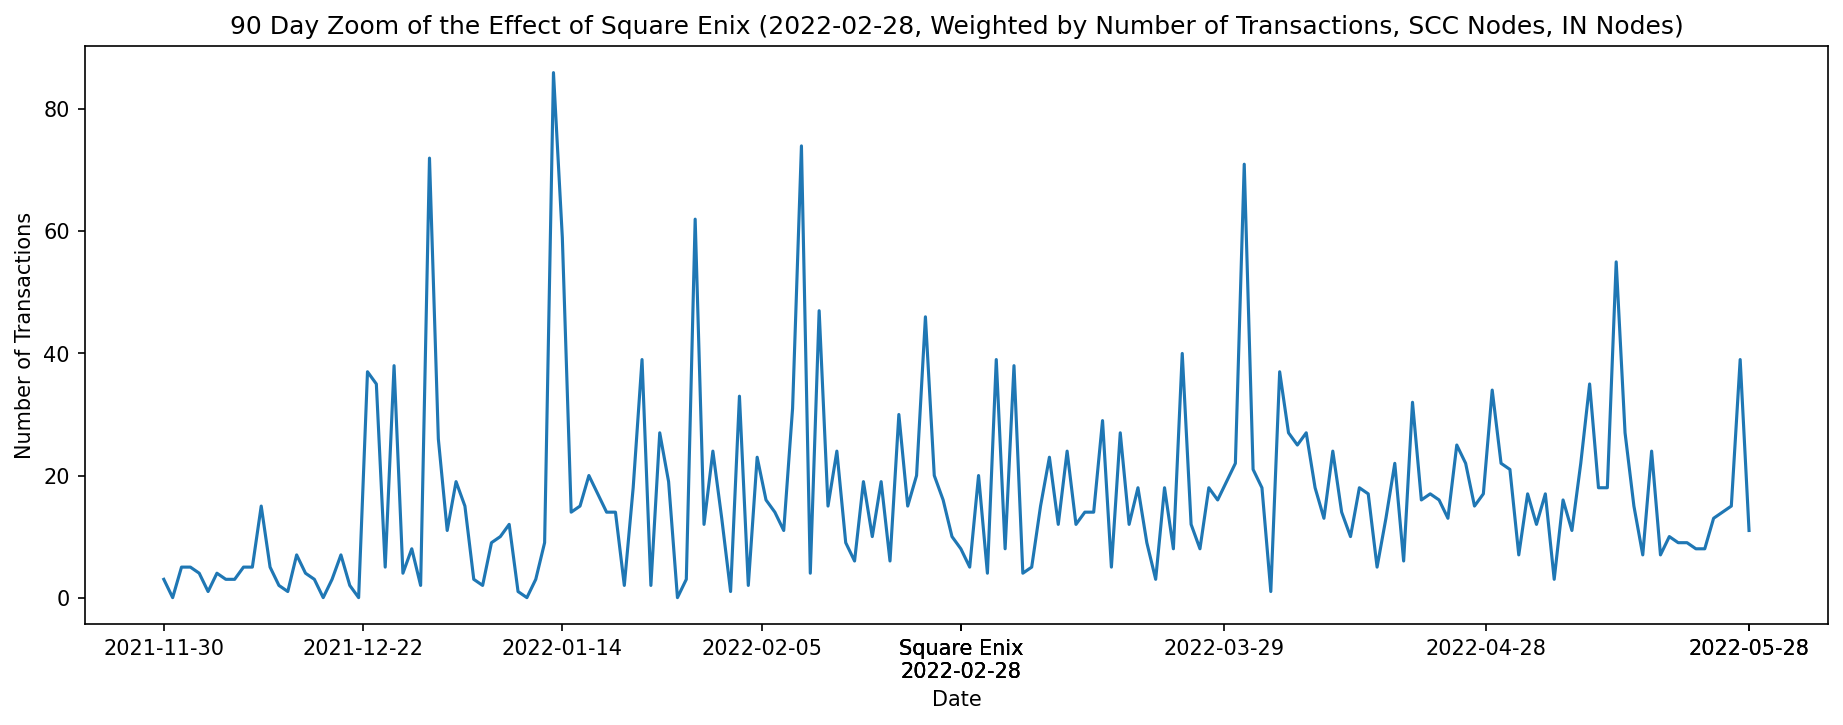 90 Day Zoom of the Effect of Square Enix (2022-02-28, Weighted by Number of Transactions, SCC Nodes, IN Nodes)
Number of Transactions
80
60
40
20
0
2021-11-30 2021-12-22 2022-01-14 2022-02-05 Square Enix 2022-03-29 2022-04-28 2022-05-28
2022-02-28
Date